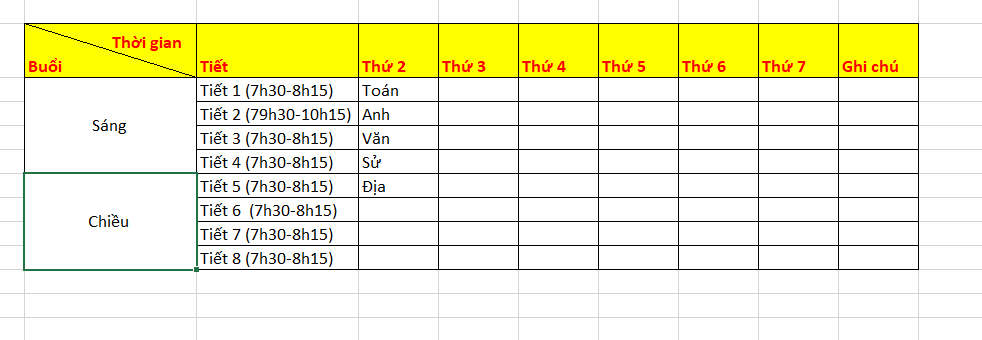 Thời gian
Buổi Tiết Thứ 2 Thứ 3 Thứ 4 Thứ 5 Thứ 6 Thứ 7 Ghi chú
Sáng
Tiết 1 (7h30-8h15) Toán
Tiết 2 (79h30-10h15) Anh
Tiết 3 (7h30-8h15) Văn
Tiết 4 (7h30-8h15) Sử
Chiều
Tiết 5 (7h30-8h15) Địa
Tiết 6  (7h30-8h15)
Tiết 7 (7h30-8h15)
Tiết 8 (7h30-8h15)